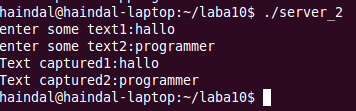 haindal@haindal-laptop:~/laba10$ ./server_2
enter some text1:hallo
enter some text2:programmer
Text captured1:hallo
Text captured2:programmer
haindal@haindal-laptop:~/laba10$